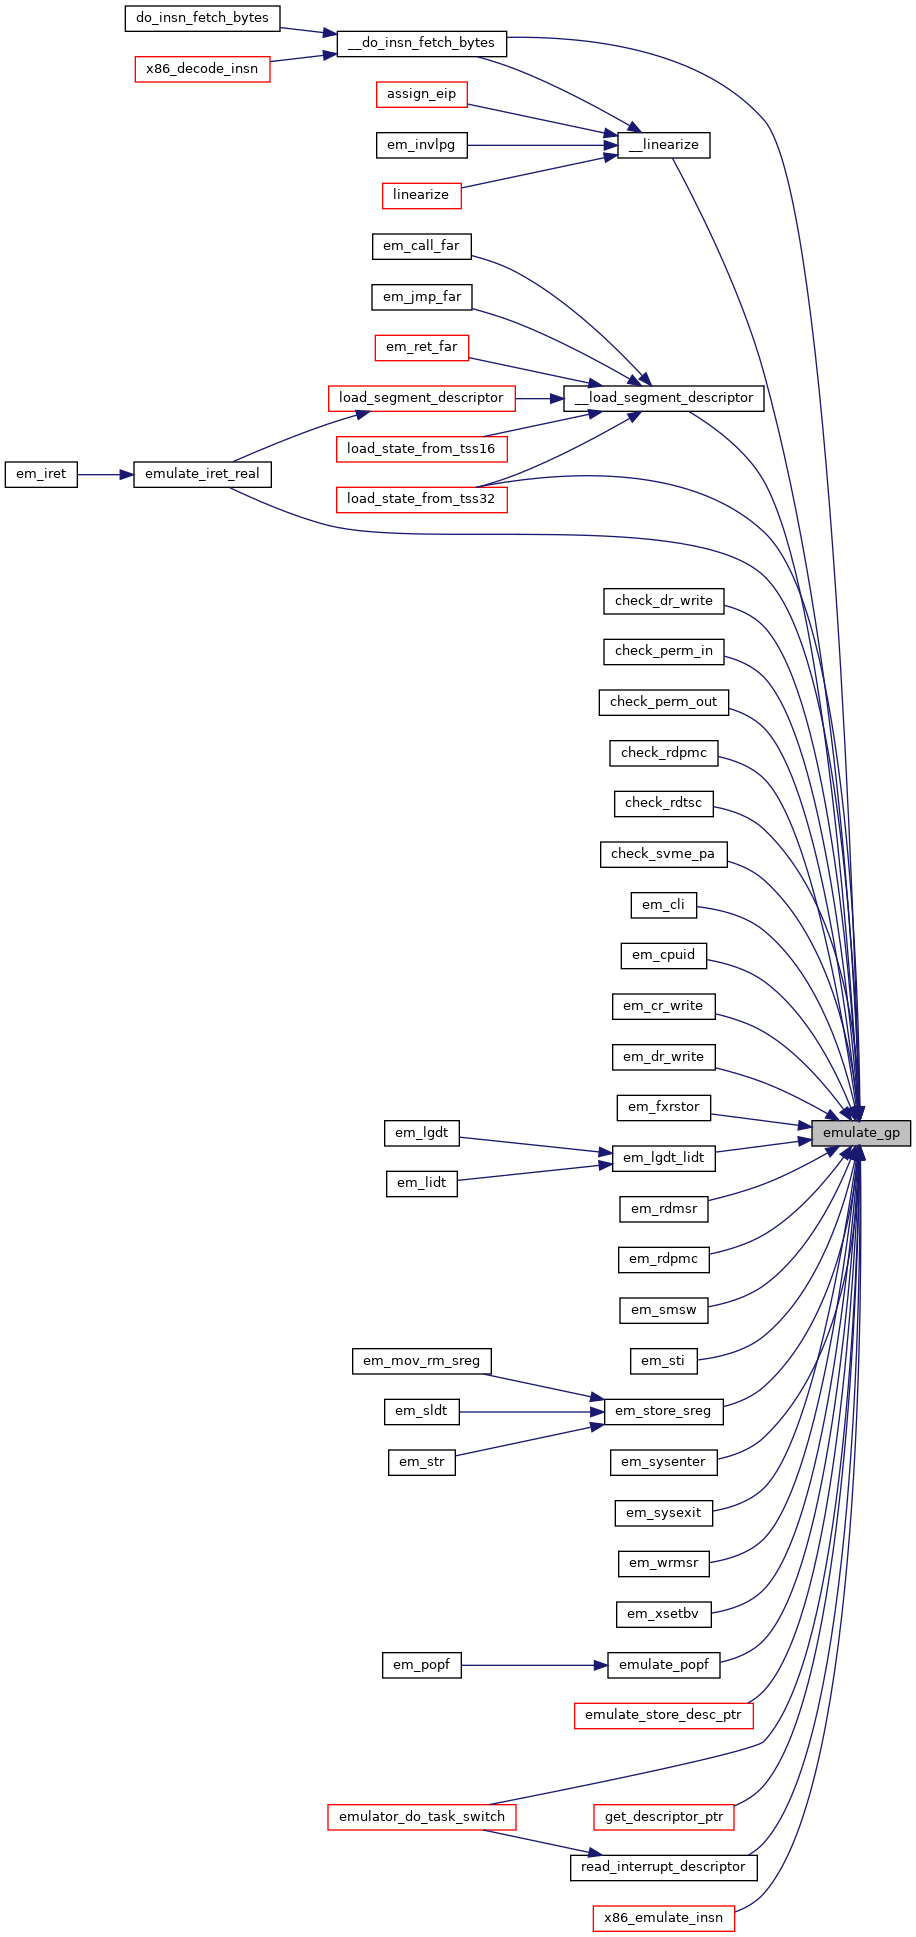 do_insn_fetch_bytes
__do_insn_fetch_bytes
x86_decode_insn
assign_eip
em_invlpg
__linearize
linearize
em_call_far
em_jmp_far
em_ret_far
load_segment_descriptor
__load_segment_descriptor
load_state_from_tss16
em_iret
emulate_iret_real
load_state_from_tss32
check_dr_write
check_perm_in
check_perm_out
check_rdpmc
check_rdtsc
check_svme_pa
em_cli
em_cpuid
em_cr_write
em_dr_write
em_fxrstor
emulate_gp
em_lgdt
em_lgdt_lidt
em_lidt
em_rdmsr
em_rdpmc
em_smsw
em_sti
em_mov_rm_sreg
em_sldt
em_store_sreg
em_str
em_sysenter
em_sysexit
em_wrmsr
em_xsetbv
em_popf
emulate_popf
emulate_store_desc_ptr
emulator_do_task_switch
get_descriptor_ptr
read_interrupt_descriptor
x86_emulate_insn